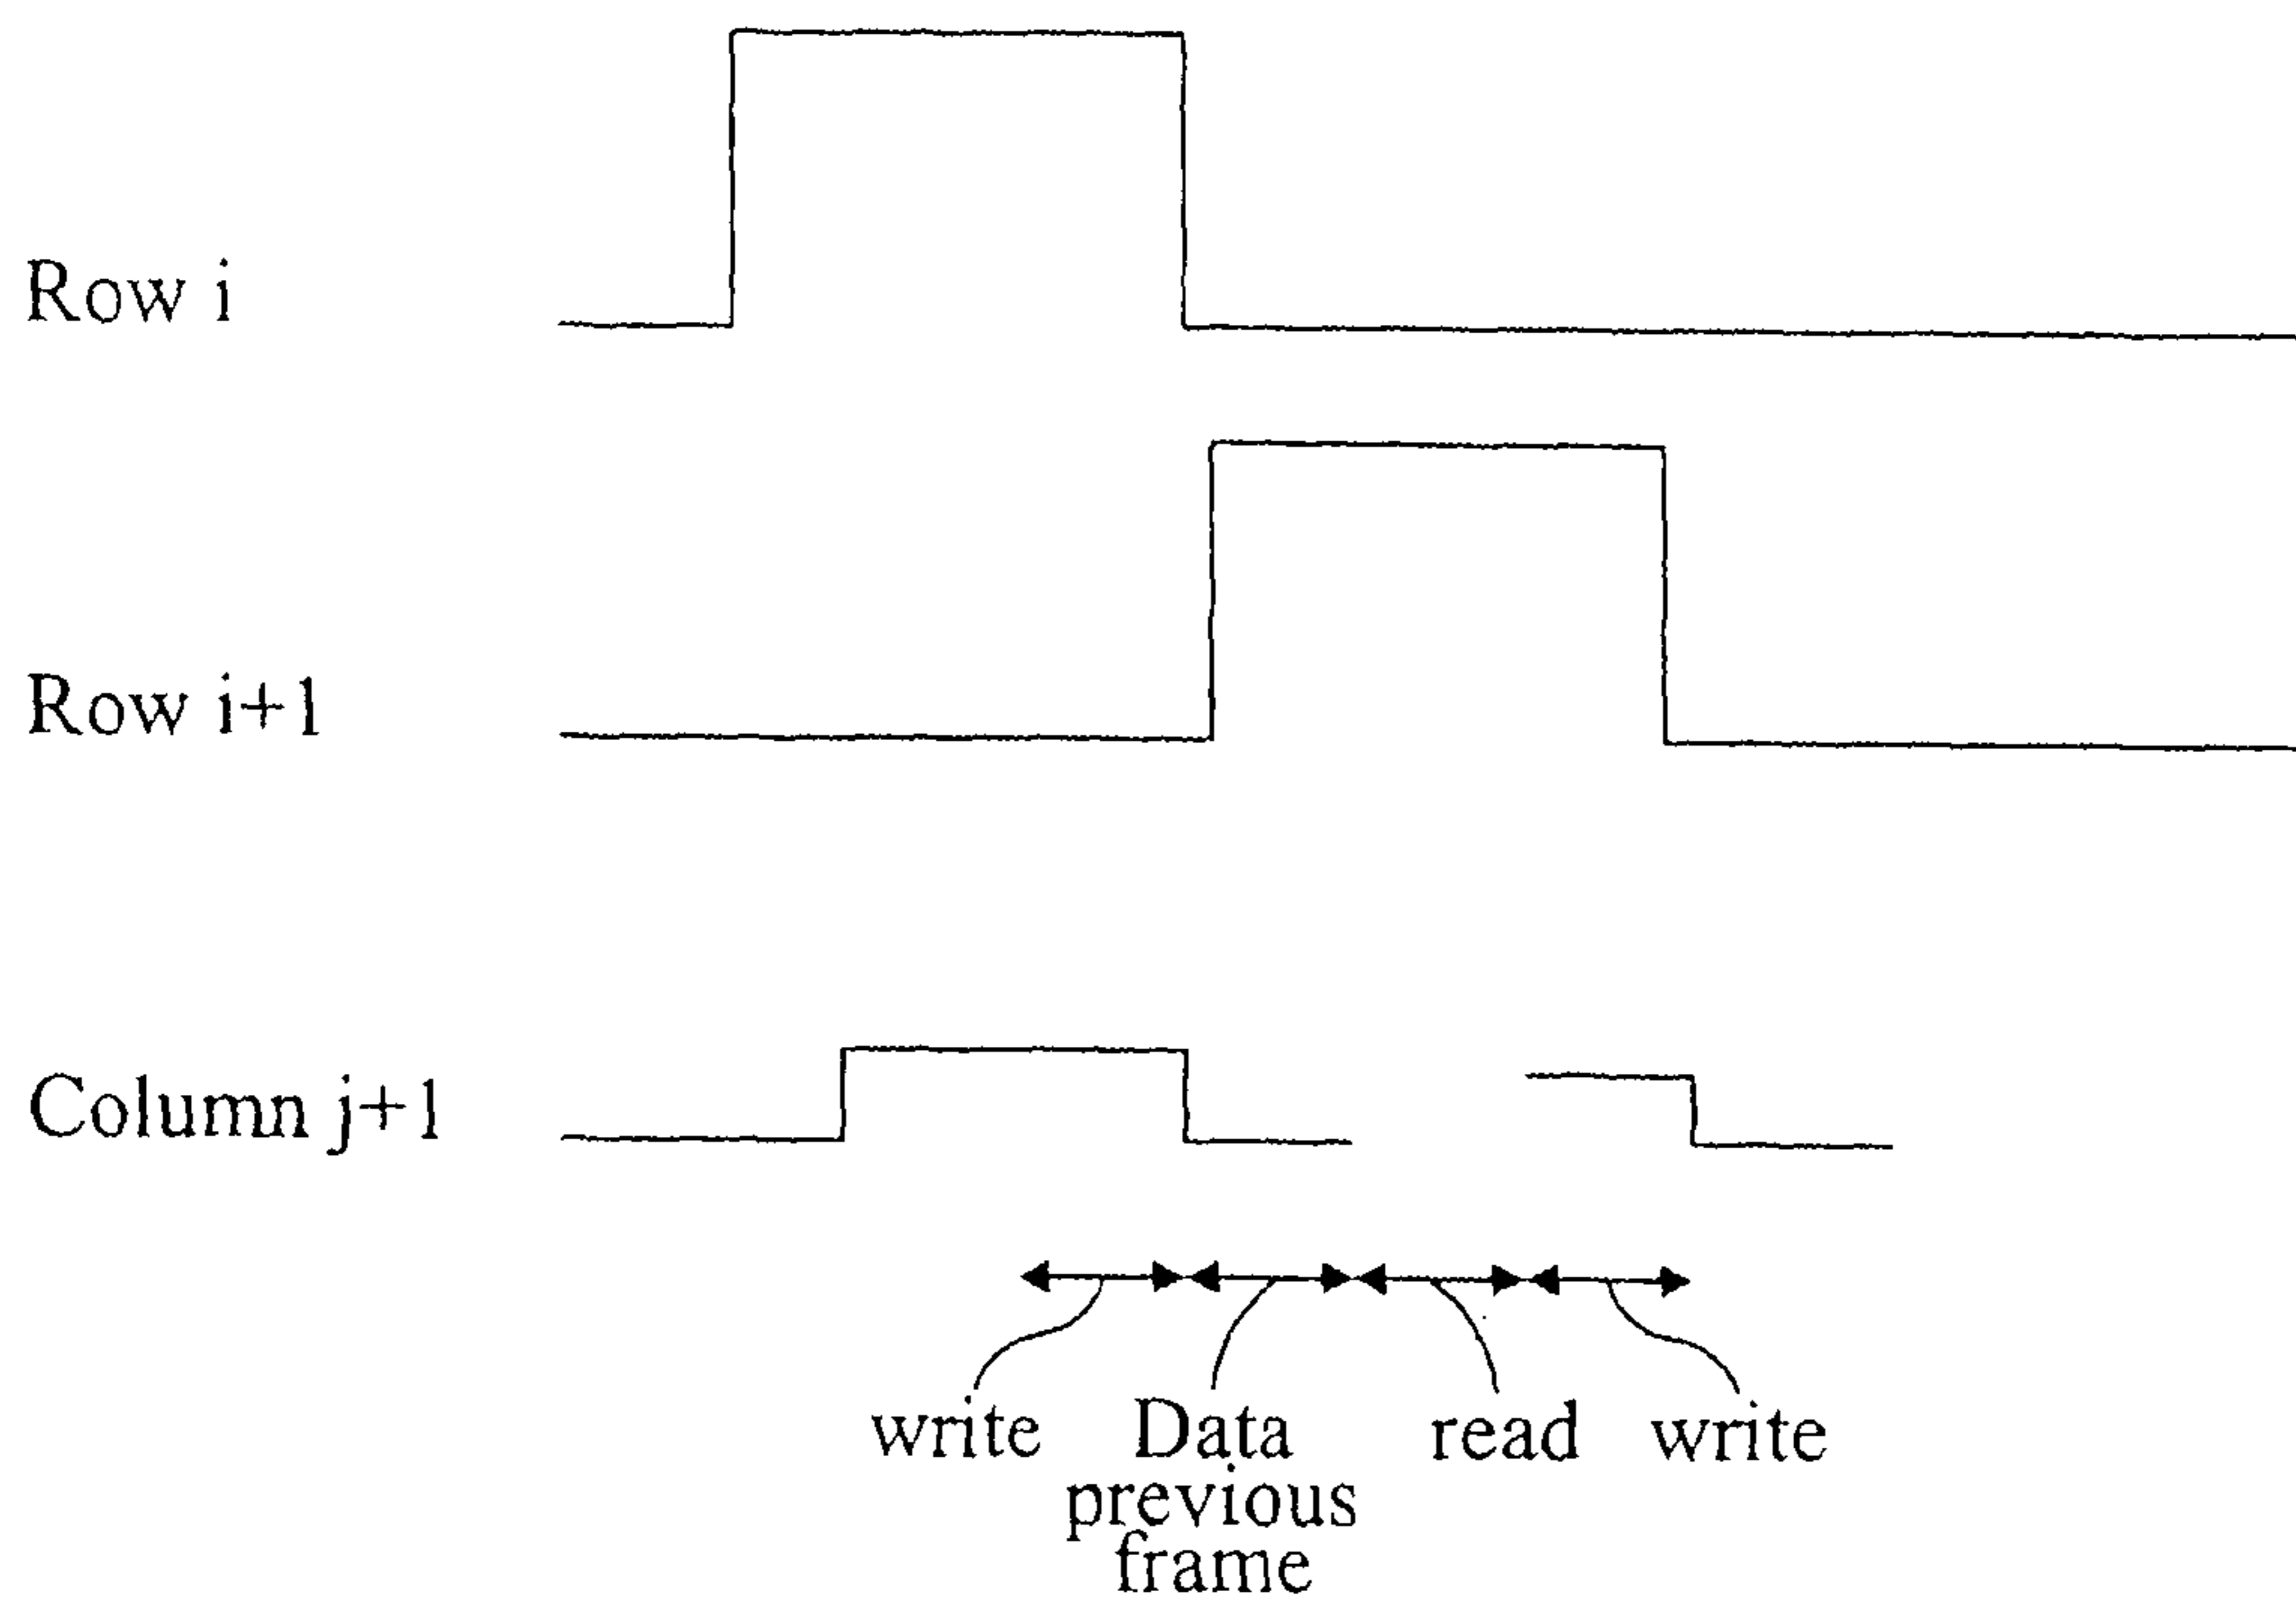 Row i
Row i+1
Column j+1
write
Data
previous
frame
read
write